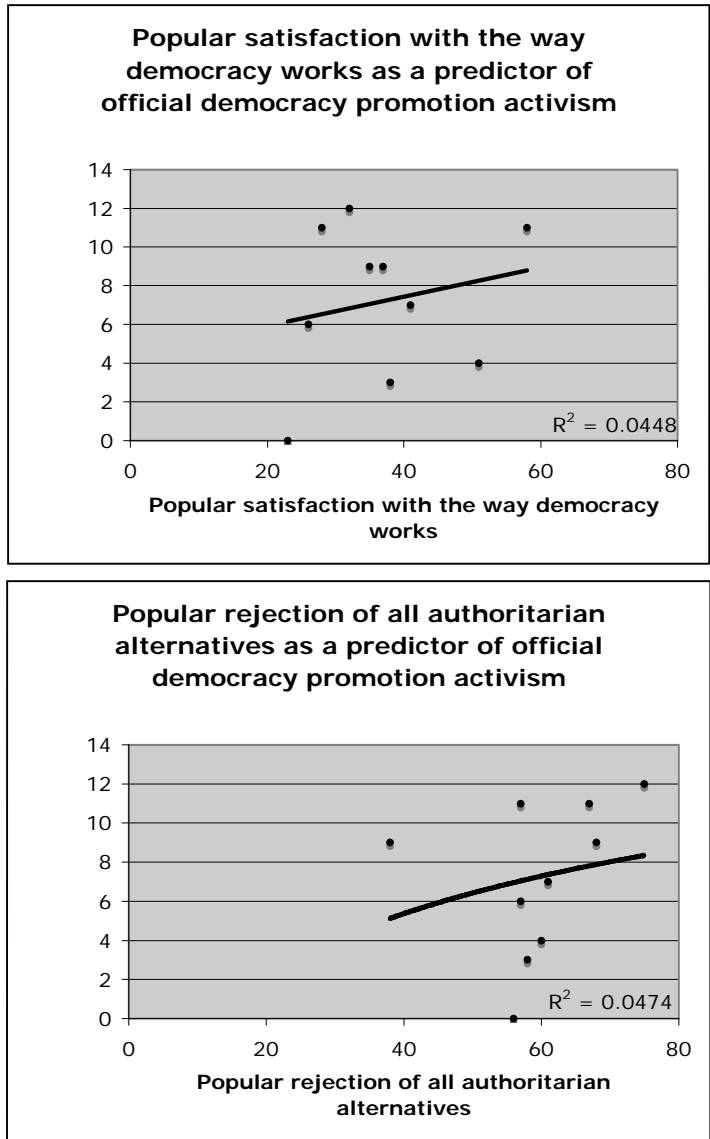 Popular satisfaction with the way
democracy works as a predictor of
official democracy promotion activism
14
12
10
8
6
4
2
0
R² = 0.0448
0 20 40 60 80
Popular satisfaction with the way democracy
works
Popular rejection of all authoritarian
alternatives as a predictor of official
democracy promotion activism
14
12
10
8
6
4
2
0
R² = 0.0474
0 20 40 60 80
Popular rejection of all authoritarian
alternatives